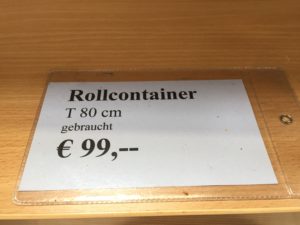 Rollcontainer
T 80 cm
gebraucht
€ 99,--